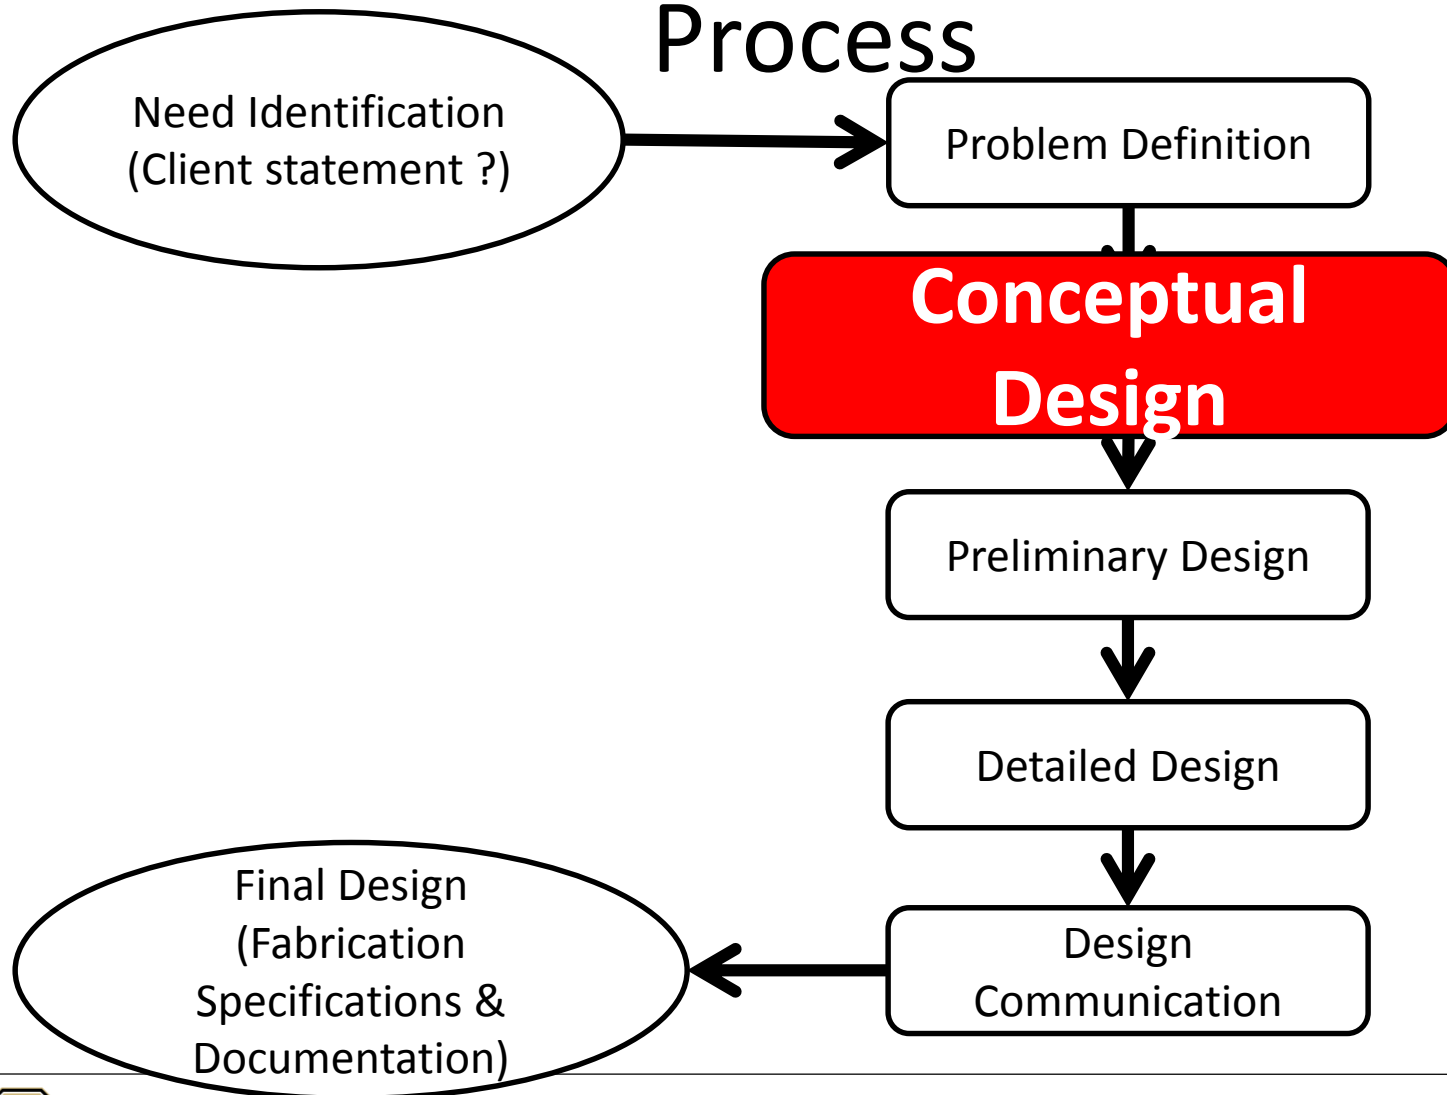 Process
Need Identification
(Client statement ?)
Problem Definition
Conceptual
Design
Preliminary Design
Detailed Design
Design
Communication
Final Design
(Fabrication
Specifications &
Documentation)